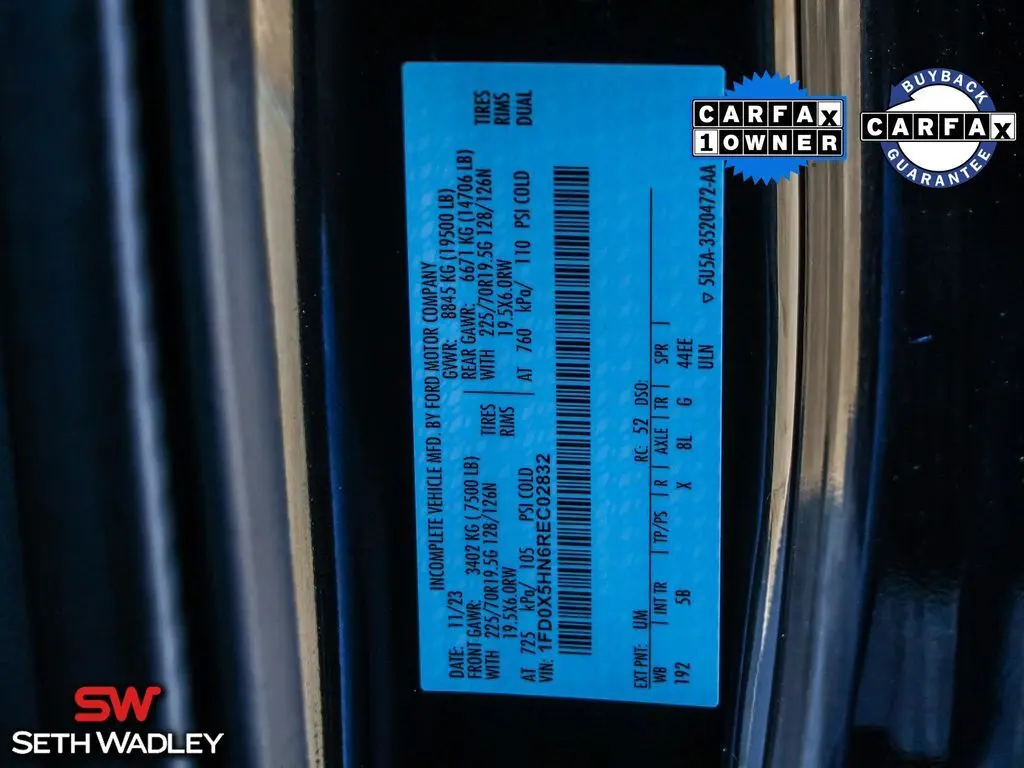 INCOMPLETE VEHICLE MFD. BY FORD MOTOR COMPANY
DATE: 11/23 GVWR: 8845 KG (19500 LB)
FRONT GAWR: 3402 KG (7500 LB) REAR GAWR: 6671 KG (14706 LB)
WITH 225/70R19.5G 128/126N TIRES WITH 225/70R19.5G 128/126N TIRES
19.5X6.0RW RIMS 19.5X6.0RW RIMS
AT 725 kPa/ 105 PSI COLD AT 760 kPa/ 110 PSI COLD DUAL
VIN: 1FD0X5HN6REC02832
EXT PNT: UM RC: 52 DSO:
WB | INT TR | TP/PS | R | AXLE | TR | SPR |
192 5B X 8L G 44EE
ULN
▽ 5U5A-3520472-AA
CARFAX
1 OWNER
BUYBACK
CARFAX
GUARANTEE
SW
SETH WADLEY